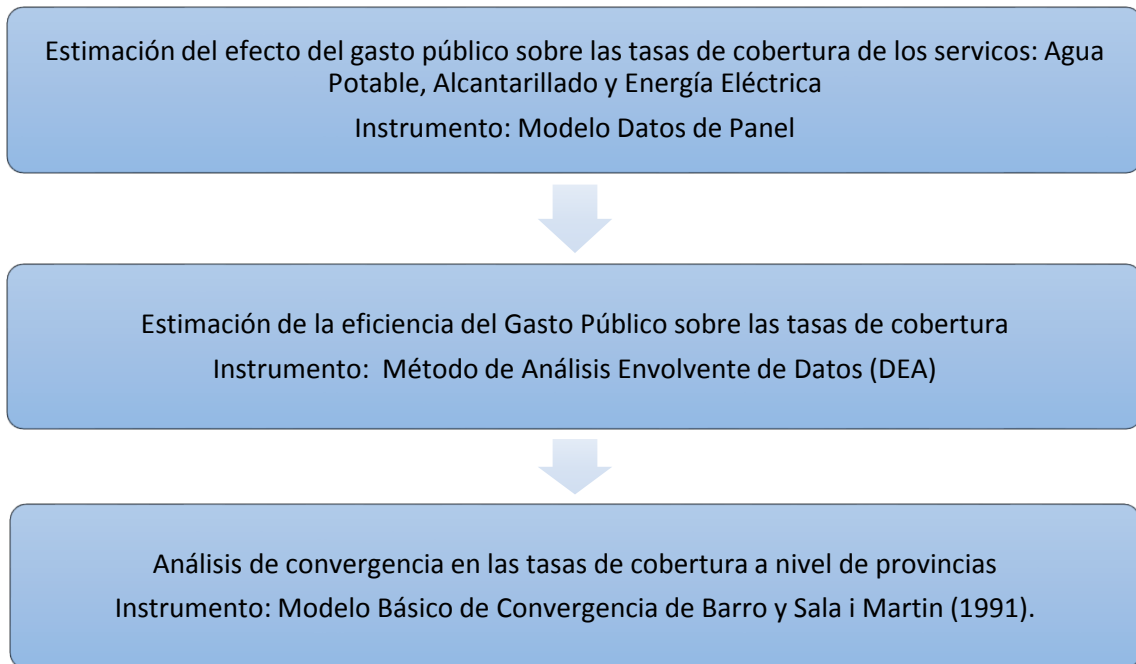 Estimación del efecto del gasto público sobre las tasas de cobertura de los servicos: Agua
Potable, Alcantarillado y Energía Eléctrica
Instrumento: Modelo Datos de Panel
Estimación de la eficiencia del Gasto Público sobre las tasas de cobertura
Instrumento: Método de Análisis Envolvente de Datos (DEA)
Análisis de convergencia en las tasas de cobertura a nivel de provincias
Instrumento: Modelo Básico de Convergencia de Barro y Sala i Martin (1991).